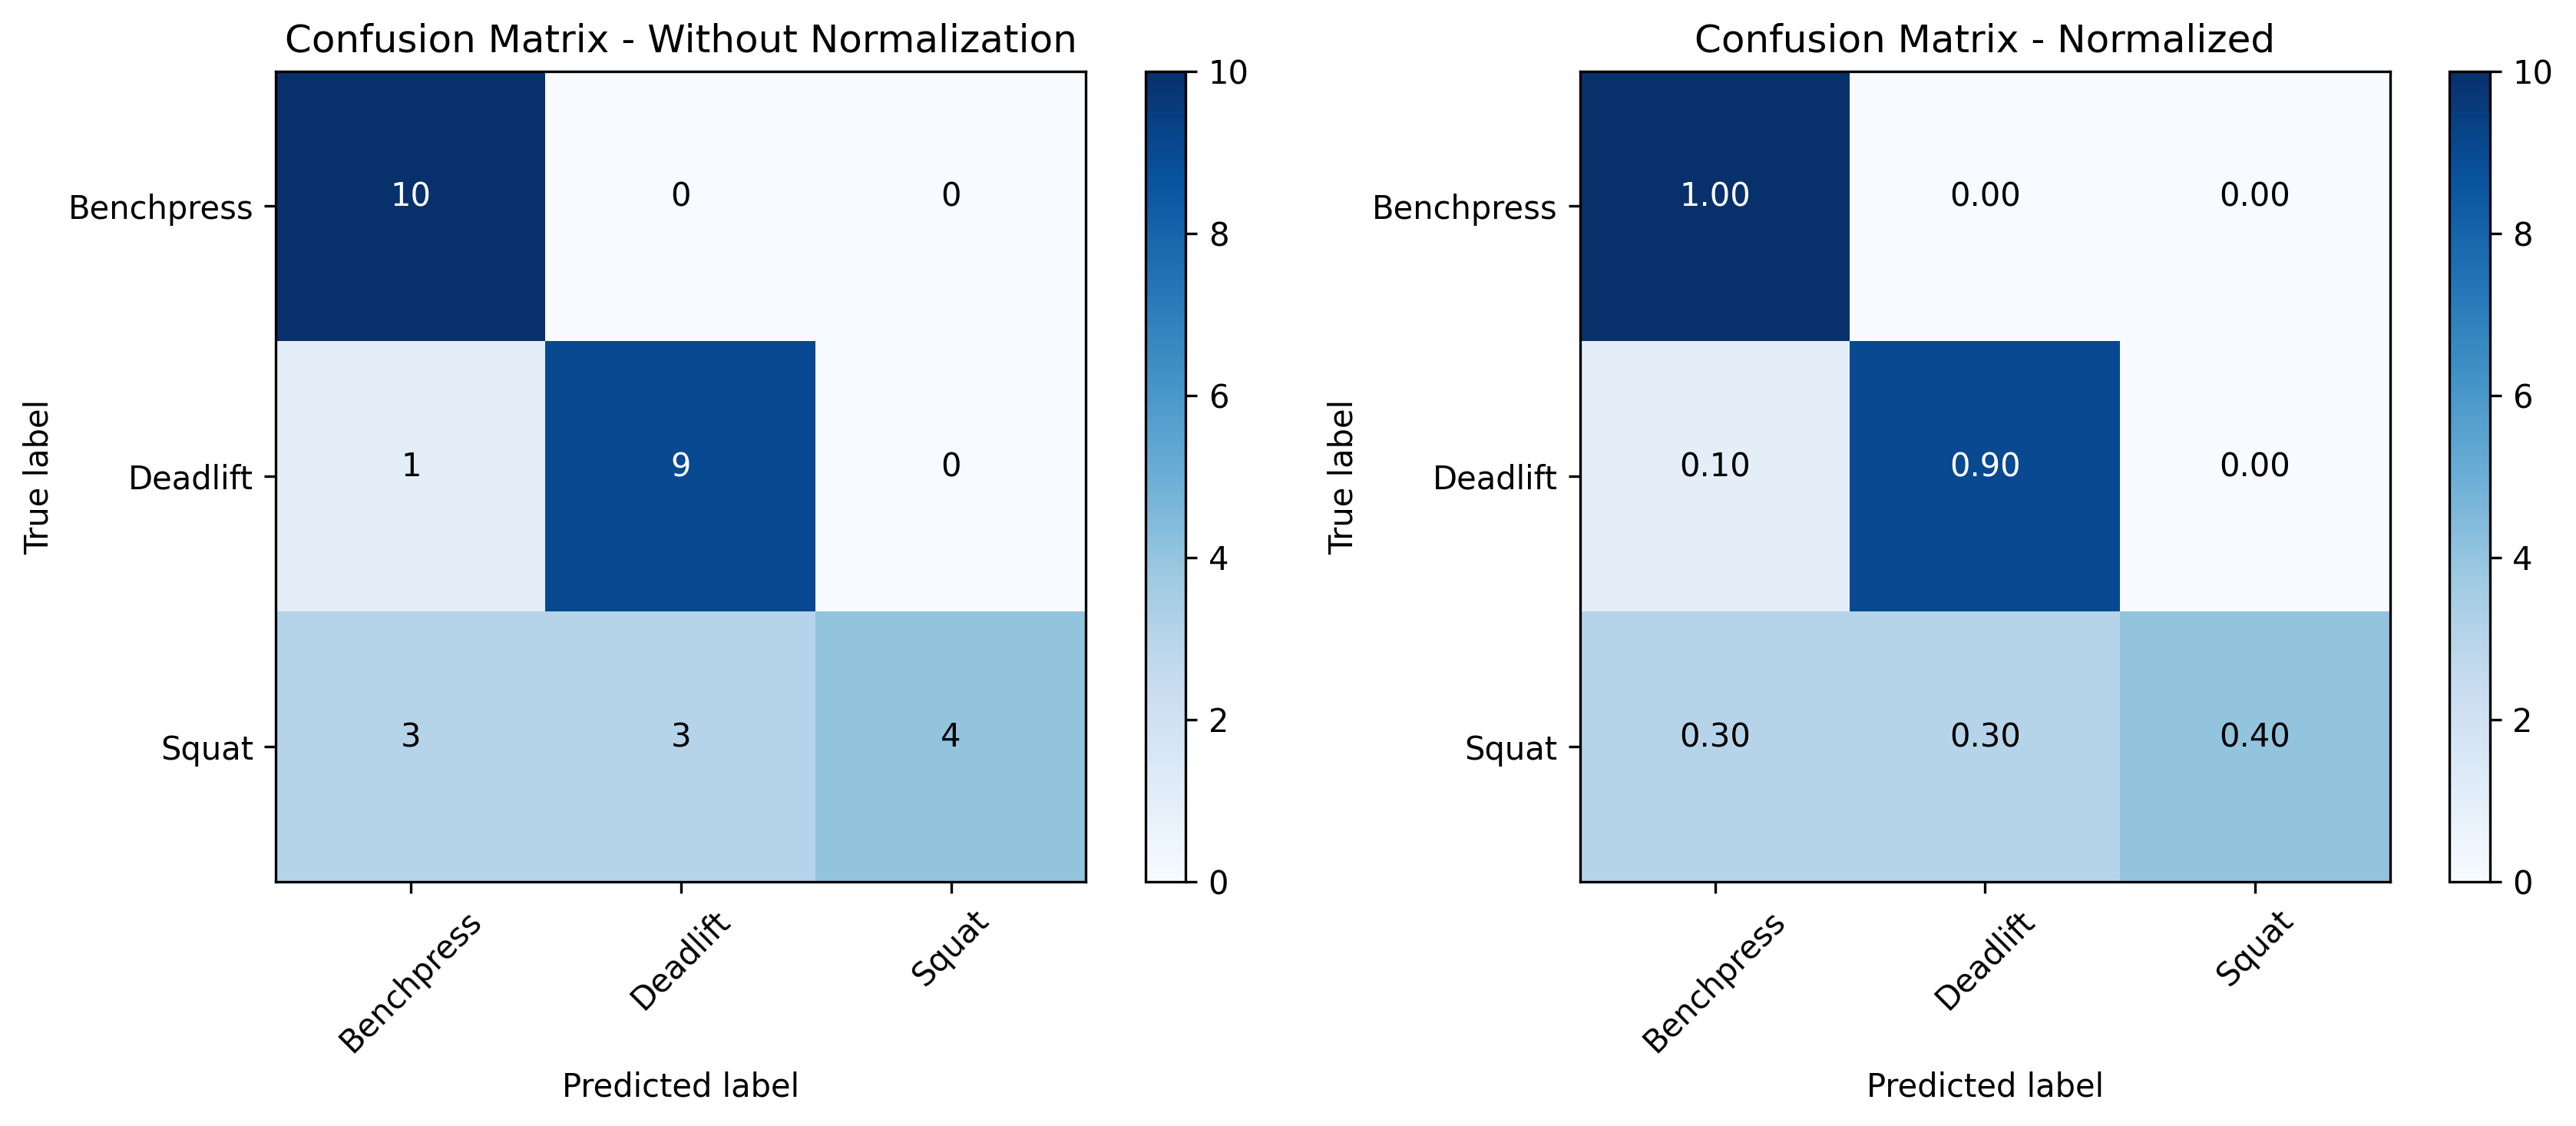 Confusion Matrix - Without Normalization
10 0 0
1 9 0
3 3 4
Benchpress
Deadlift
Squat
True label
Benchpress
Deadlift
Squat
Predicted label
10
8
6
4
2
0
Confusion Matrix - Normalized
1.00 0.00 0.00
0.10 0.90 0.00
0.30 0.30 0.40
Benchpress
Deadlift
Squat
True label
Benchpress
Deadlift
Squat
Predicted label
10
8
6
4
2
0